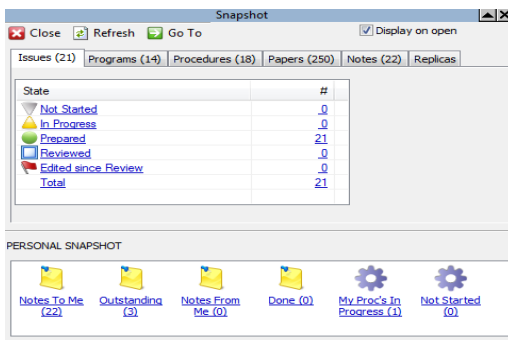 Snapshot
Close Refresh Go To Display on open
Issues (21) Programs (14) Procedures (18) Papers (250) Notes (22) Replicas
State #
Not Started 0
In Progress 0
Prepared 21
Reviewed 0
Edited since Review 0
Total 21
PERSONAL SNAPSHOT
Notes To Me Outstanding Notes From Done (0) My Proc's In Not Started
(22) (3) Me (0) Progress (1) (0)